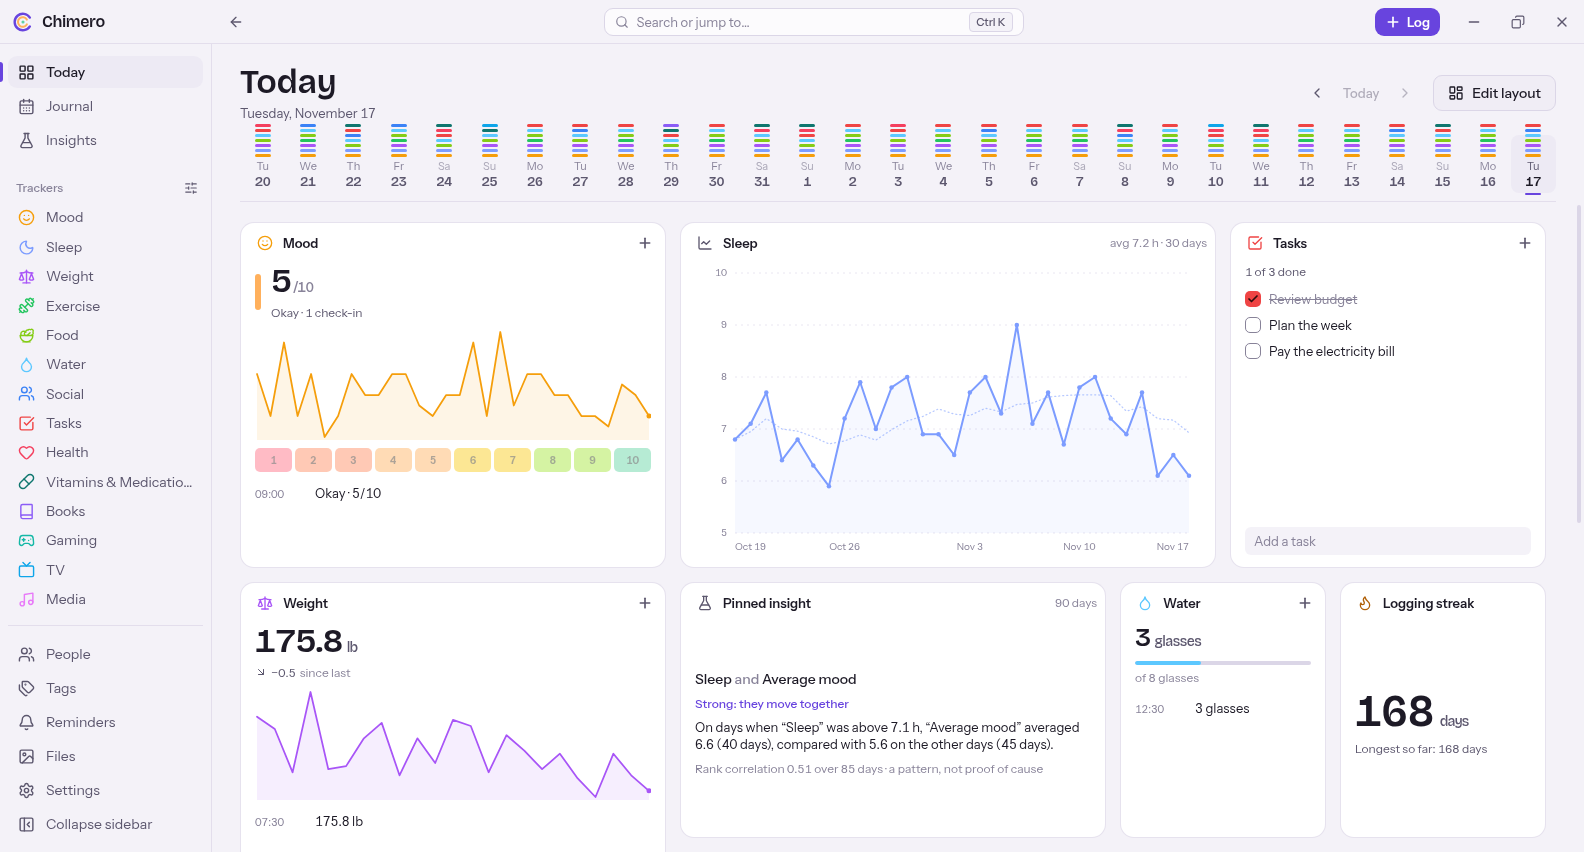 Chimero
Search or jump to...
Ctrl K
Log
Today
Journal
Insights
Trackers
Mood
Sleep
Weight
Exercise
Food
Water
Social
Tasks
Health
Vitamins & Medicatio...
Books
Gaming
TV
Media
People
Tags
Reminders
Files
Settings
Collapse sidebar
Today
Tuesday, November 17
Today
Edit layout
Tu We Th Fr Sa Su Mo Tu We Th Fr Sa Su Mo Tu We Th Fr Sa Su Mo Tu We Th Fr Sa Su Mo Tu
20 21 22 23 24 25 26 27 28 29 30 31 1 2 3 4 5 6 7 8 9 10 11 12 13 14 15 16 17
Mood
5 /10
Okay · 1 check-in
1 2 3 4 5 6 7 8 9 10
09:00 Okay · 5/10
Sleep
avg 7.2 h · 30 days
10
9
8
7
6
5
Oct 19 Oct 26 Nov 3 Nov 10 Nov 17
Tasks
1 of 3 done
Review budget
Plan the week
Pay the electricity bill
Add a task
Weight
175.8 lb
−0.5 since last
07:30 175.8 lb
Pinned insight
90 days
Sleep and Average mood
Strong: they move together
On days when “Sleep” was above 7.1 h, “Average mood” averaged
6.6 (40 days), compared with 5.6 on the other days (45 days).
Rank correlation 0.51 over 85 days · a pattern, not proof of cause
Water
3 glasses
of 8 glasses
12:30 3 glasses
Logging streak
168 days
Longest so far: 168 days